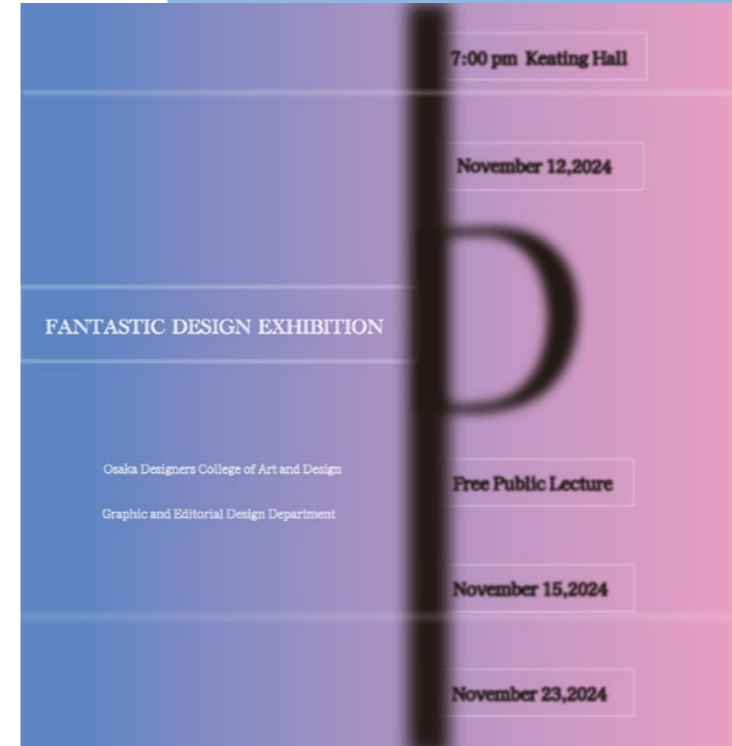 7:00 pm Keating Hall
November 12,2024
D
FANTASTIC DESIGN EXHIBITION
Osaka Designers College of Art and Design
Graphic and Editorial Design Department
Free Public Lecture
November 15,2024
November 23,2024